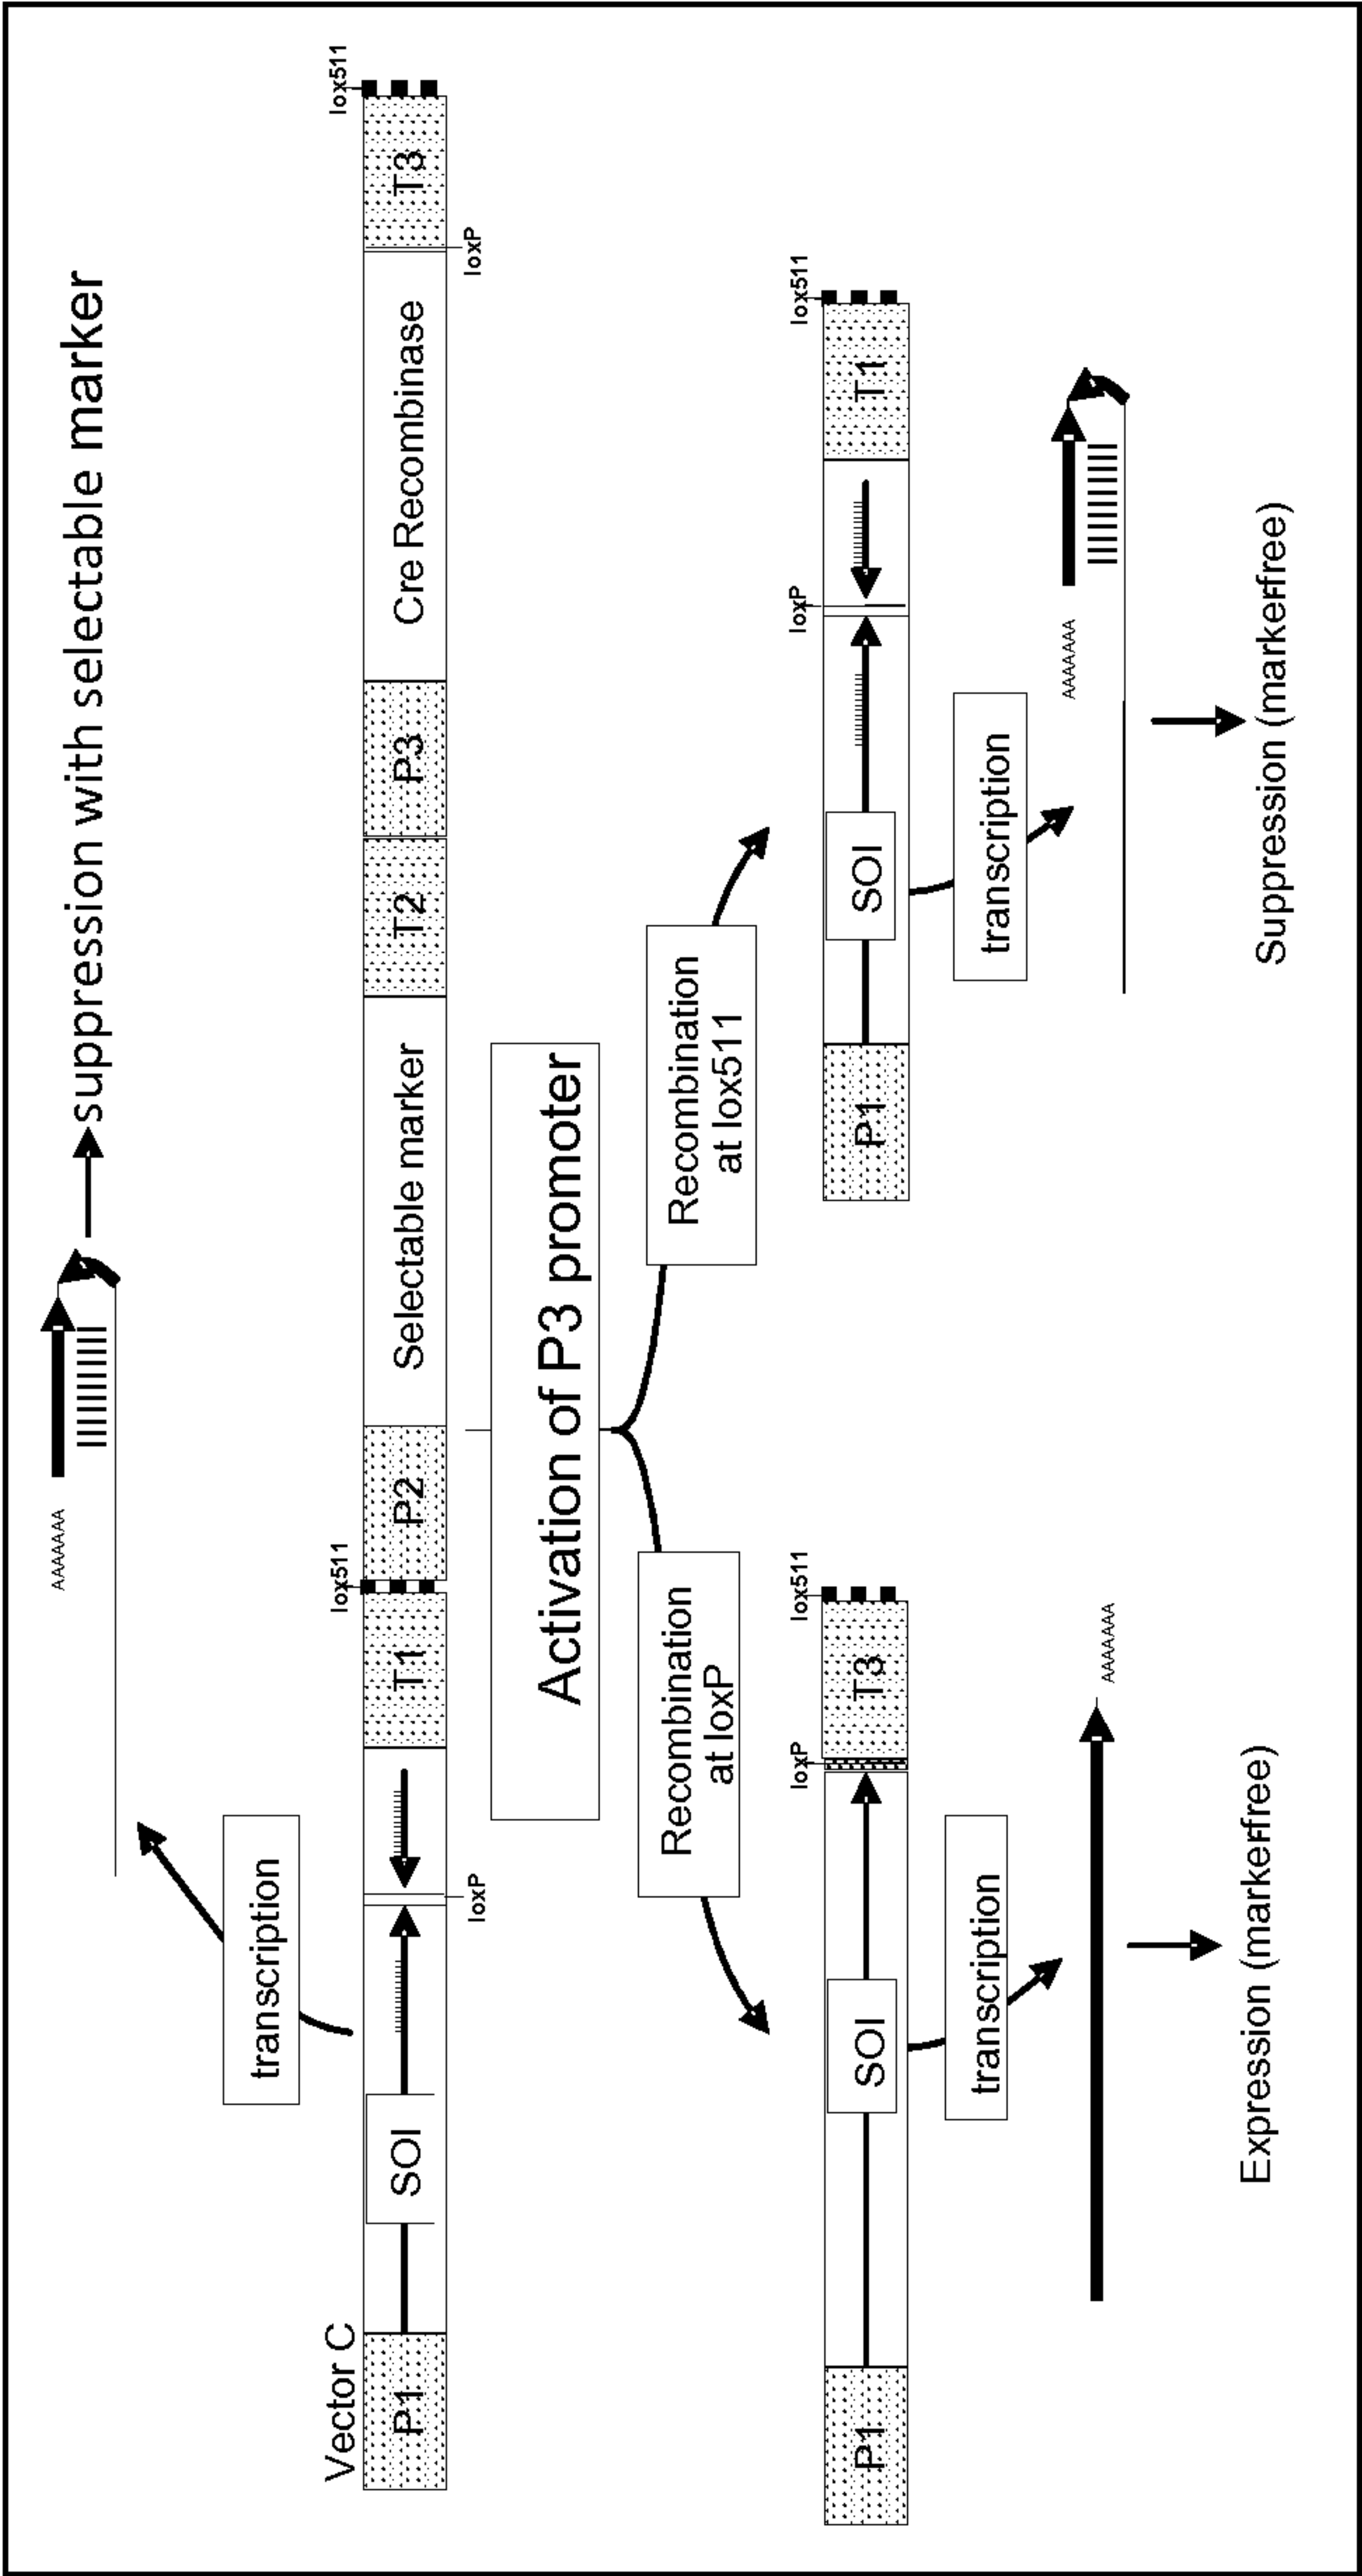 AAAAAAA
suppression with selectable marker
transcription
Vector C
lox511
lox511
P1
SOI
T1
P2
Selectable marker
T2
P3
Cre Recombinase
T3
loxP
loxP
Activation of P3 promoter
Recombination
at loxP
Recombination
at lox511
loxP
lox511
P1
SOI
T3
loxP
lox511
P1
SOI
T1
transcription
AAAAAAA
transcription
AAAAAAA
Expression (markerfree)
Suppression (markerfree)